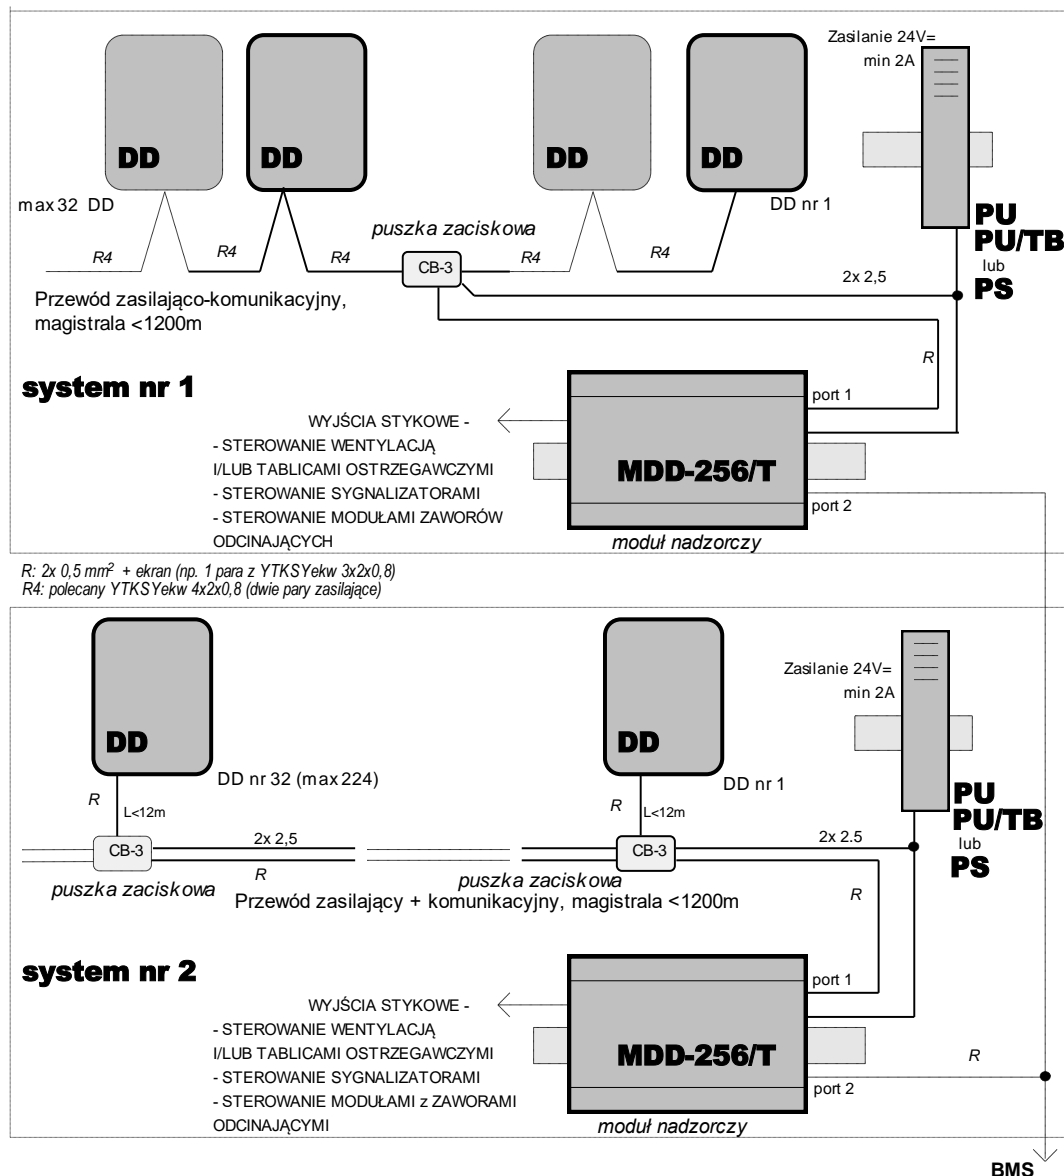 Zasilanie 24V=
min 2A
DD
DD
DD
DD
max 32 DD
DD nr 1
PU
PU/TB
lub
PS
puszka zaciskowa
R4
R4
R4
CB-3
R4
R4
2x 2,5
Przewód zasilająco-komunikacyjny,
magistrala <1200m
R
system nr 1
port 1
WYJŚCIA STYKOWE -
- STEROWANIE WENTYLACJĄ
I/LUB TABLICAMI OSTRZEGAWCZYMI
- STEROWANIE SYGNALIZATORAMI
- STEROWANIE MODUŁAMI ZAWORÓW
ODCINAJĄCYCH
MDD-256/T
port 2
moduł nadzorczy
R: 2x 0,5 mm² + ekran (np. 1 para z YTKSYekw 3x2x0,8)
R4: polecany YTKSYekw 4x2x0,8 (dwie pary zasilające)
Zasilanie 24V=
min 2A
DD
DD
DD nr 32 (max 224)
DD nr 1
PU
PU/TB
lub
PS
R
L<12m
R
L<12m
CB-3
2x 2,5
CB-3
2x 2.5
R
puszka zaciskowa
puszka zaciskowa
R
Przewód zasilający + komunikacyjny, magistrala <1200m
system nr 2
port 1
WYJŚCIA STYKOWE -
- STEROWANIE WENTYLACJĄ
I/LUB TABLICAMI OSTRZEGAWCZYMI
- STEROWANIE SYGNALIZATORAMI
- STEROWANIE MODUŁAMI z ZAWORAMI
ODCINAJĄCYMI
MDD-256/T
R
port 2
moduł nadzorczy
BMS